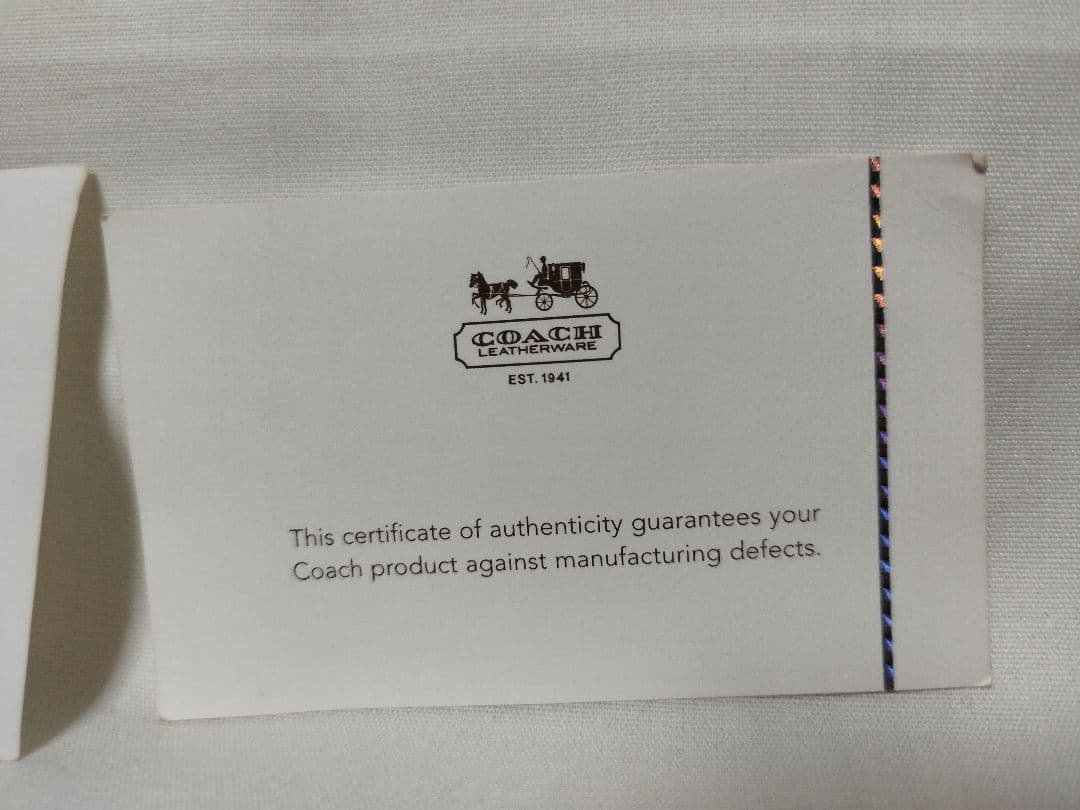 COACH
LEATHERWARE
EST. 1941
This certificate of authenticity guarantees your
Coach product against manufacturing defects.